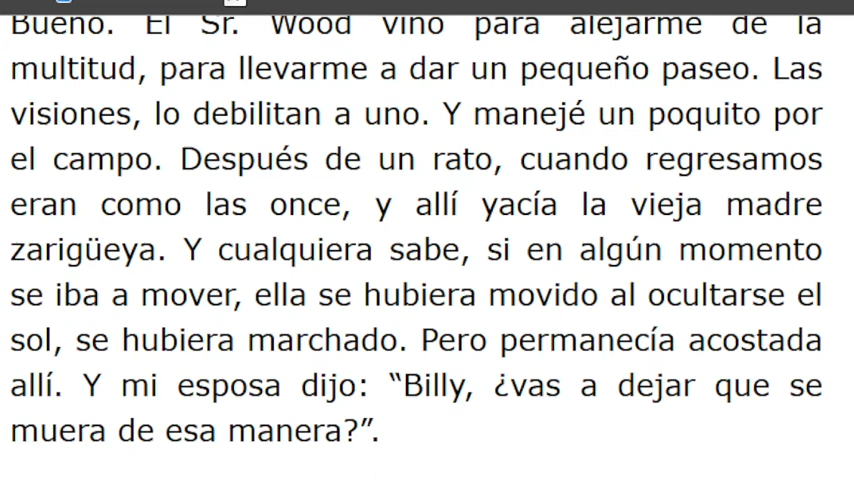 Bueno. El Sr. Wood vino para alejarme de la
multitud, para llevarme a dar un pequeño paseo. Las
visiones, lo debilitan a uno. Y manejé un poquito por
el campo. Después de un rato, cuando regresamos
eran como las once, y allí yacía la vieja madre
zarigüeya. Y cualquiera sabe, si en algún momento
se iba a mover, ella se hubiera movido al ocultarse el
sol, se hubiera marchado. Pero permanecía acostada
allí. Y mi esposa dijo: “Billy, ¿vas a dejar que se
muera de esa manera?”.